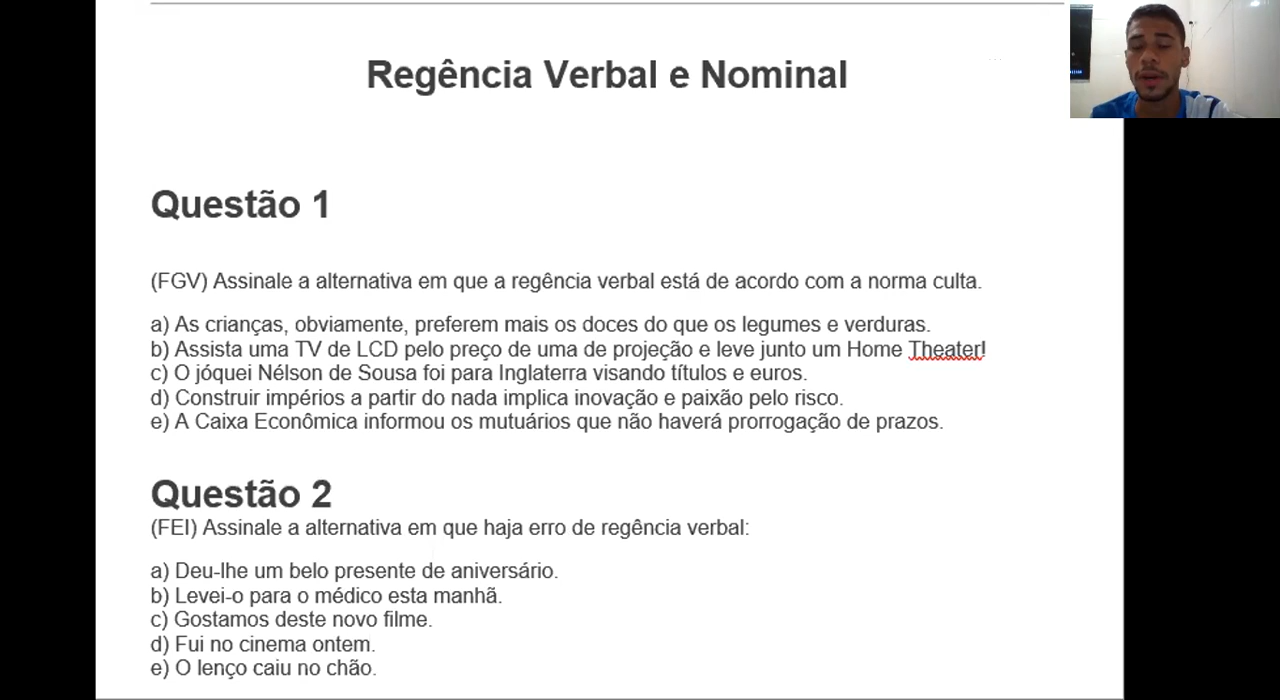 Regência Verbal e Nominal
Questão 1
(FGV) Assinale a alternativa em que a regência verbal está de acordo com a norma culta.
a) As crianças, obviamente, preferem mais os doces do que os legumes e verduras.
b) Assista uma TV de LCD pelo preço de uma de projeção e leve junto um Home Theater!
c) O jóquei Nélson de Sousa foi para Inglaterra visando títulos e euros.
d) Construir impérios a partir do nada implica inovação e paixão pelo risco.
e) A Caixa Econômica informou os mutuários que não haverá prorrogação de prazos.
Questão 2
(FEI) Assinale a alternativa em que haja erro de regência verbal:
a) Deu-lhe um belo presente de aniversário.
b) Levei-o para o médico esta manhã.
c) Gostamos deste novo filme.
d) Fui no cinema ontem.
e) O lenço caiu no chão.